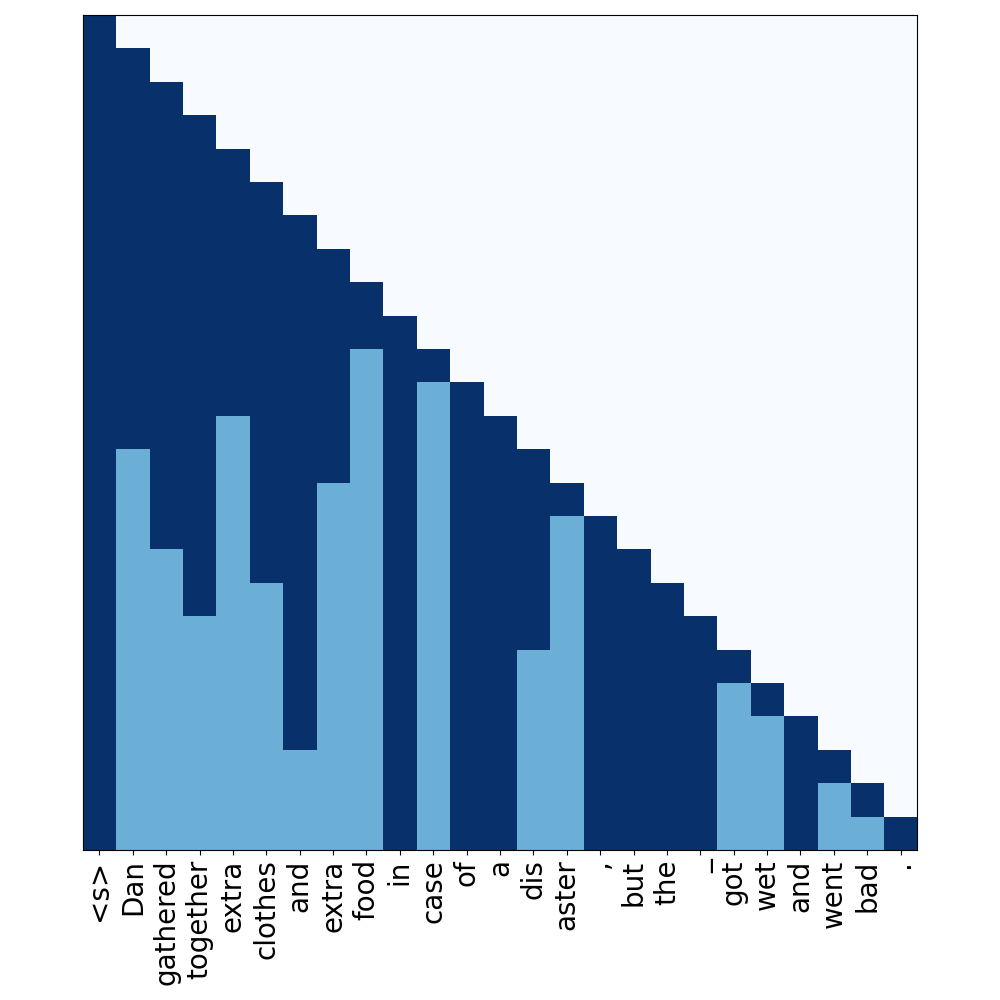 <s> Dan gathered together extra clothes and extra food in case of a dis aster , but the _ got wet and went bad .